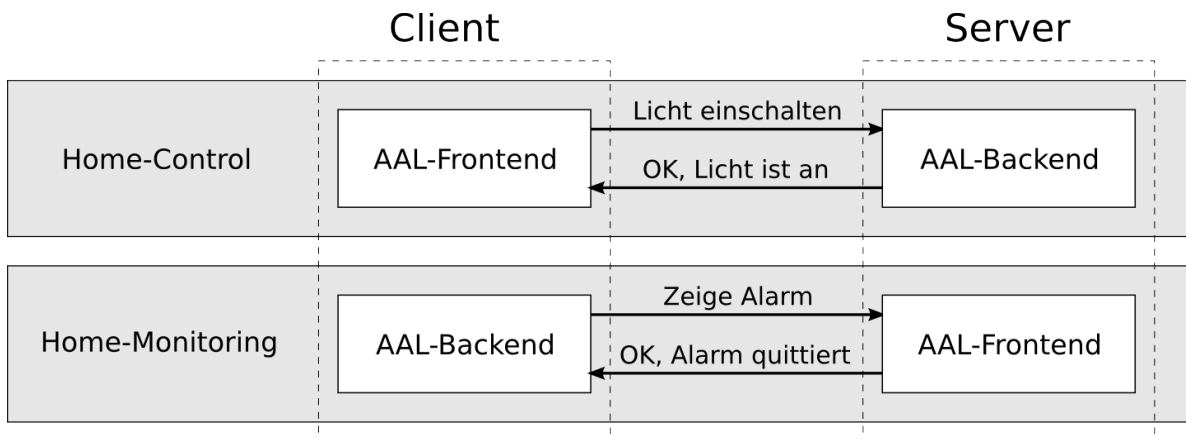 Client
Server
Home-Control
AAL-Frontend
Licht einschalten
OK, Licht ist an
AAL-Backend
Home-Monitoring
AAL-Backend
Zeige Alarm
OK, Alarm quittiert
AAL-Frontend